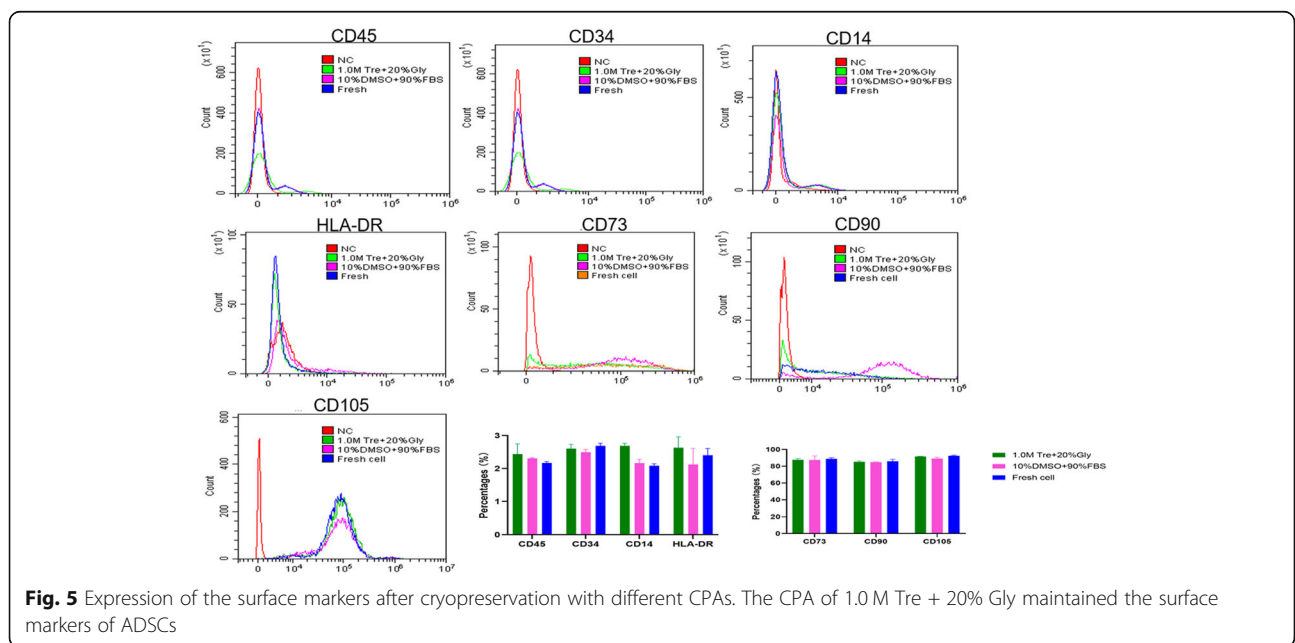 CD45
(x10¹)
Count
600
400
200
0
NC
1.0M Tre+20%Gly
10%DMSO+90%FBS
Fresh
0 10⁴ 10⁵ 10⁶
CD34
(x10¹)
Count
600
400
200
0
NC
1.0M Tre+20%Gly
10%DMSO+90%FBS
Fresh
0 10⁴ 10⁵ 10⁶
CD14
(x10¹)
Count
500
0
NC
1.0M Tre+20%Gly
10%DMSO+90%FBS
Fresh
0 10⁴ 10⁵ 10⁶
HLA-DR
Count
50
0
NC
1.0M Tre+20%Gly
10%DMSO+90%FBS
Fresh
0 10⁴ 10⁵ 10⁶
CD73
(x10¹)
Count
100
50
0
NC
1.0M Tre+20%Gly
10%DMSO+90%FBS
Fresh cell
0 10⁶ 10⁶
CD90
(x10¹)
Count
100
50
0
NC
1.0M Tre+20%Gly
10%DMSO+90%FBS
Fresh cell
0 10⁴ 10⁵ 10⁶
CD105
Count
600
400
200
0
NC
1.0M Tre+20%Gly
10%DMSO+90%FBS
Fresh cell
0 10⁴ 10⁵ 10⁶ 10⁷
Percentages (%)
3
2
1
0
CD45 CD34 CD14 HLA-DR
Percentages (%)
100
80
60
40
20
0
CD73 CD90 CD105
1.0M Tre+20%Gly
10%DMSO+90%FBS
Fresh cell
Fig. 5 Expression of the surface markers after cryopreservation with different CPAs. The CPA of 1.0 M Tre + 20% Gly maintained the surface
markers of ADSCs